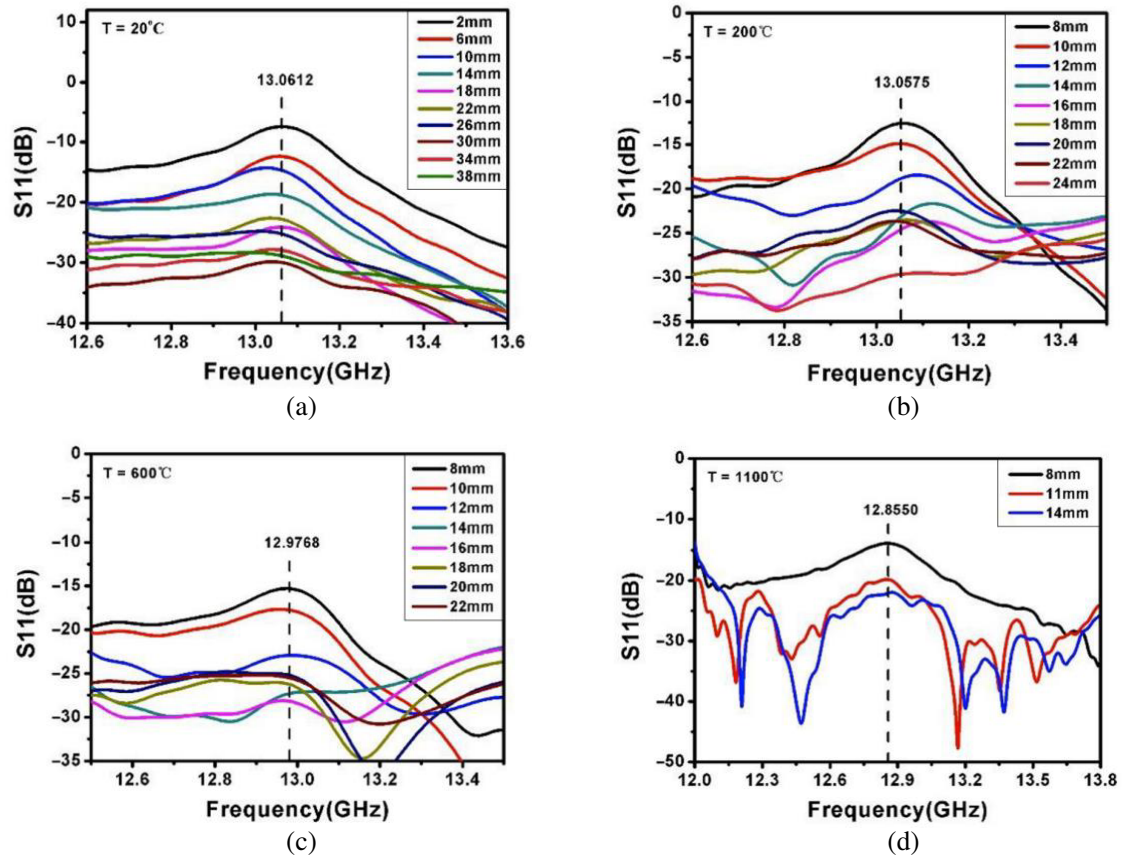 T = 20℃
13.0612
2mm
6mm
10mm
14mm
18mm
22mm
26mm
30mm
34mm
38mm
10
0
−10
−20
−30
−40
S11(dB)
12.6 12.8 13.0 13.2 13.4 13.6
Frequency(GHz)
(a)
T = 200℃
13.0575
8mm
10mm
12mm
14mm
16mm
18mm
20mm
22mm
24mm
0
−5
−10
−15
−20
−25
−30
−35
S11(dB)
12.6 12.8 13.0 13.2 13.4
Frequency(GHz)
(b)
T = 600℃
12.9768
8mm
10mm
12mm
14mm
16mm
18mm
20mm
22mm
0
−5
−10
−15
−20
−25
−30
−35
S11(dB)
12.6 12.8 13.0 13.2 13.4
Frequency(GHz)
(c)
T = 1100℃
12.8550
8mm
11mm
14mm
0
−10
−20
−30
−40
−50
S11(dB)
12.0 12.3 12.6 12.9 13.2 13.5 13.8
Frequency(GHz)
(d)